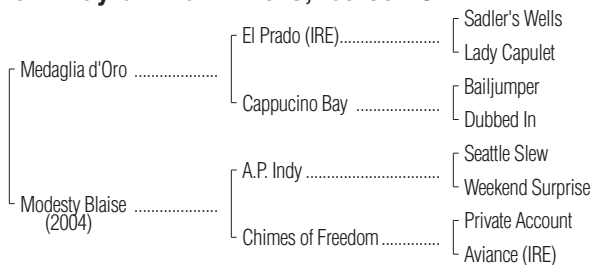 Sadler's Wells
El Prado (IRE)....................
Lady Capulet
Medaglia d'Oro ....................
Bailjumper
Cappucino Bay ....................
Dubbed In
Seattle Slew
A.P. Indy ................................
Weekend Surprise
Modesty Blaise ....................
(2004)
Private Account
Chimes of Freedom..............
Aviance (IRE)